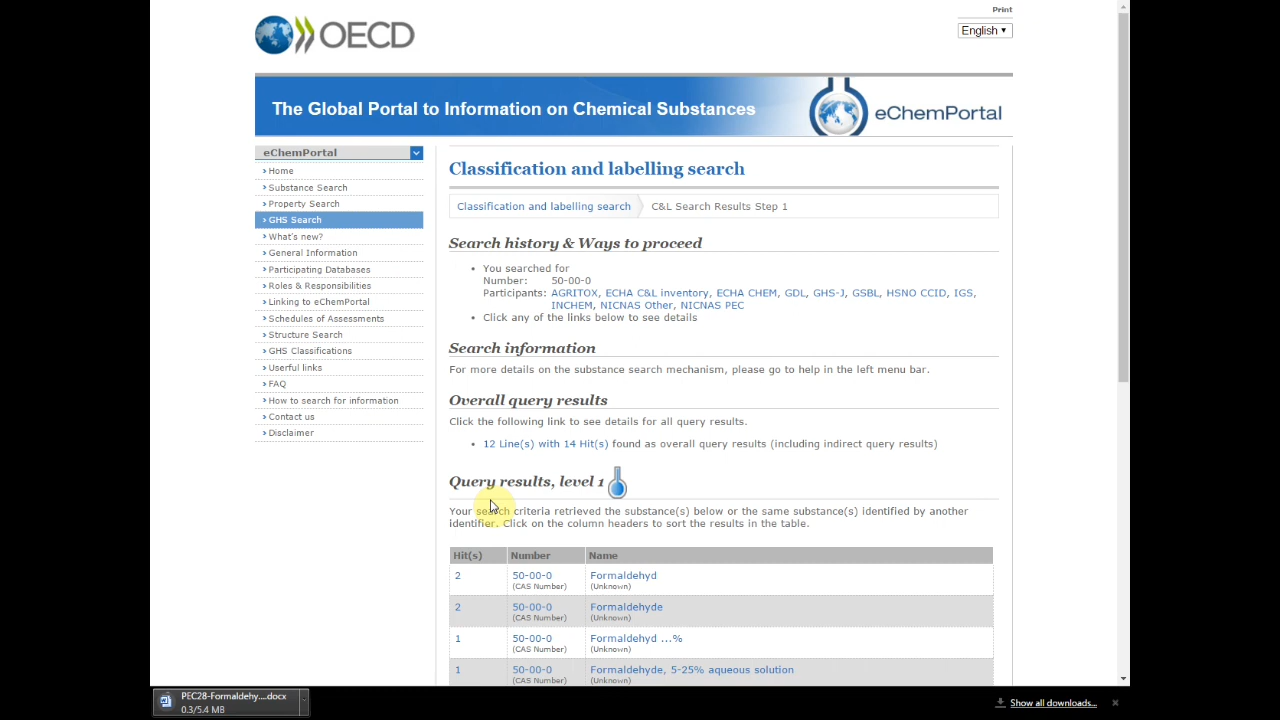 Print
OECD
English
The Global Portal to Information on Chemical Substances
eChemPortal
eChemPortal
Home
Substance Search
Property Search
GHS Search
What's new?
General Information
Participating Databases
Roles & Responsibilities
Linking to eChemPortal
Schedules of Assessments
Structure Search
GHS Classifications
Userful links
FAQ
How to search for information
Contact us
Disclaimer
Classification and labelling search
Classification and labelling search C&L Search Results Step 1
Search history & Ways to proceed
• You searched for
Number: 50-00-0
Participants: AGRITOX, ECHA C&L inventory, ECHA CHEM, GDL, GHS-J, GSBL, HSNO CCID, IGS,
INCHEM, NICNAS Other, NICNAS PEC
• Click any of the links below to see details
Search information
For more details on the substance search mechanism, please go to help in the left menu bar.
Overall query results
Click the following link to see details for all query results.
• 12 Line(s) with 14 Hit(s) found as overall query results (including indirect query results)
Query results, level 1
Your search criteria retrieved the substance(s) below or the same substance(s) identified by another
identifier. Click on the column headers to sort the results in the table.
Hit(s) Number Name
2 50-00-0 Formaldehyd
(CAS Number) (Unknown)
2 50-00-0 Formaldehyde
(CAS Number) (Unknown)
1 50-00-0 Formaldehyd ...%
(CAS Number) (Unknown)
1 50-00-0 Formaldehyde, 5-25% aqueous solution
(CAS Number) (Unknown)
PEC28-Formaldehy....docx
0.3/5.4 MB
Show all downloads...